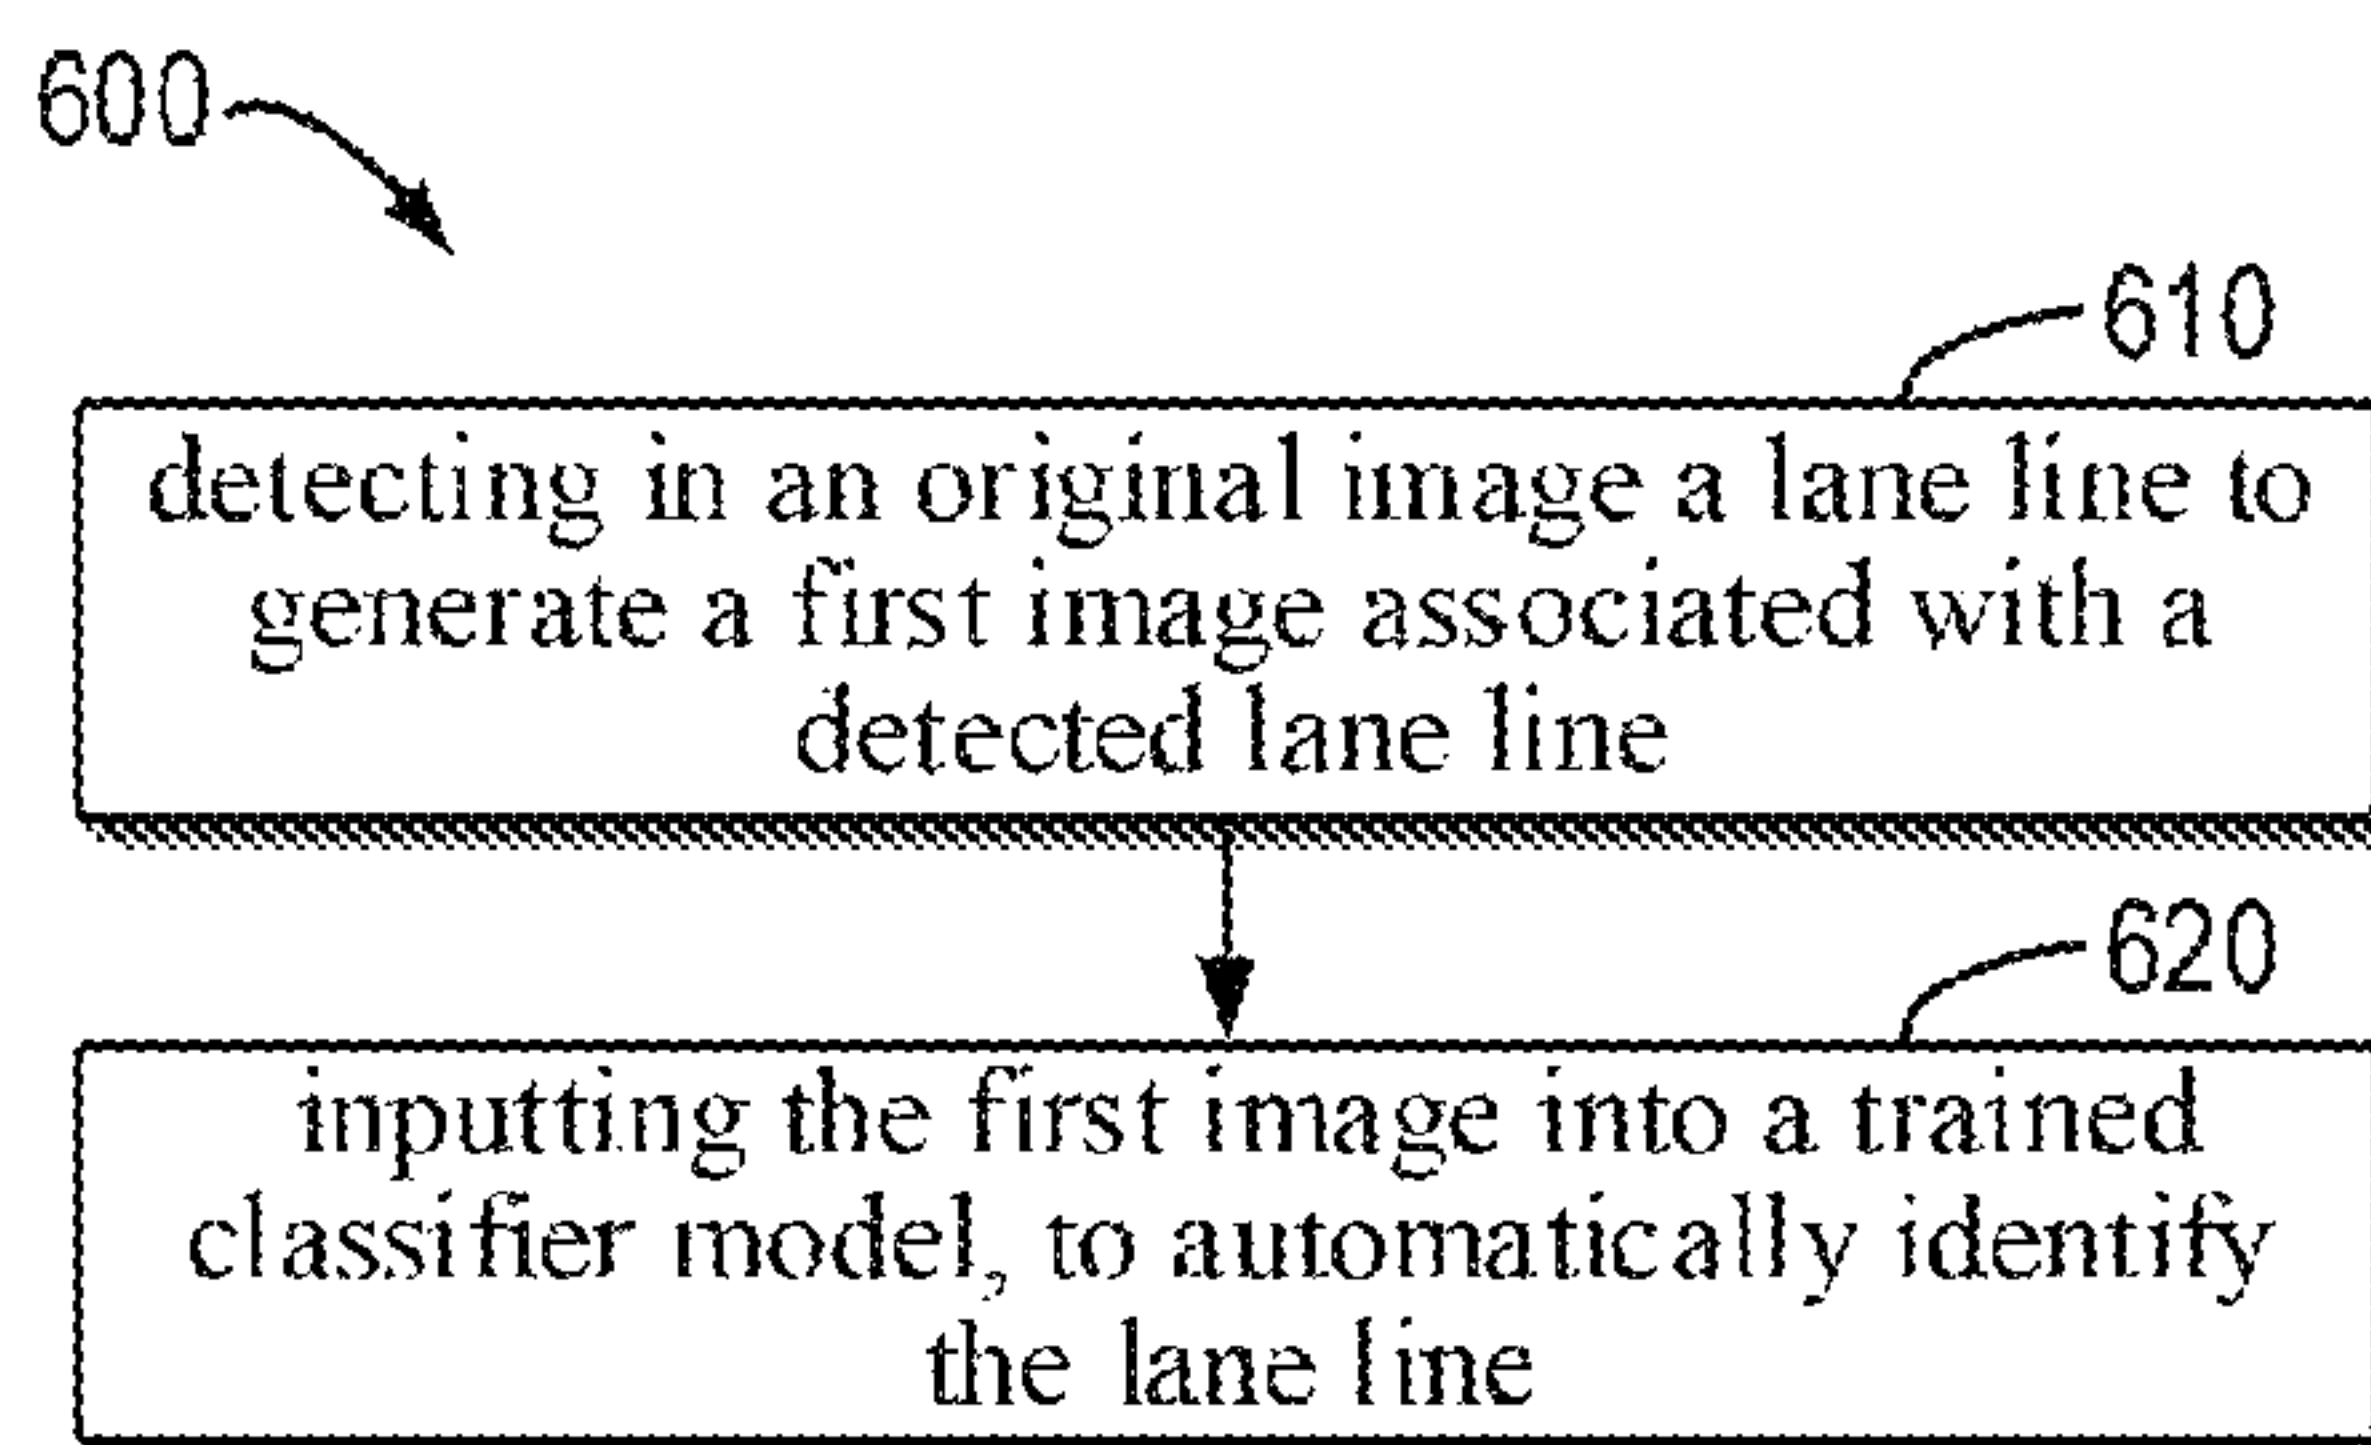 600
610
detecting in an original image a lane line to
generate a first image associated with a
detected lane line
620
inputting the first image into a trained
classifier model, to automatically identify
the lane line